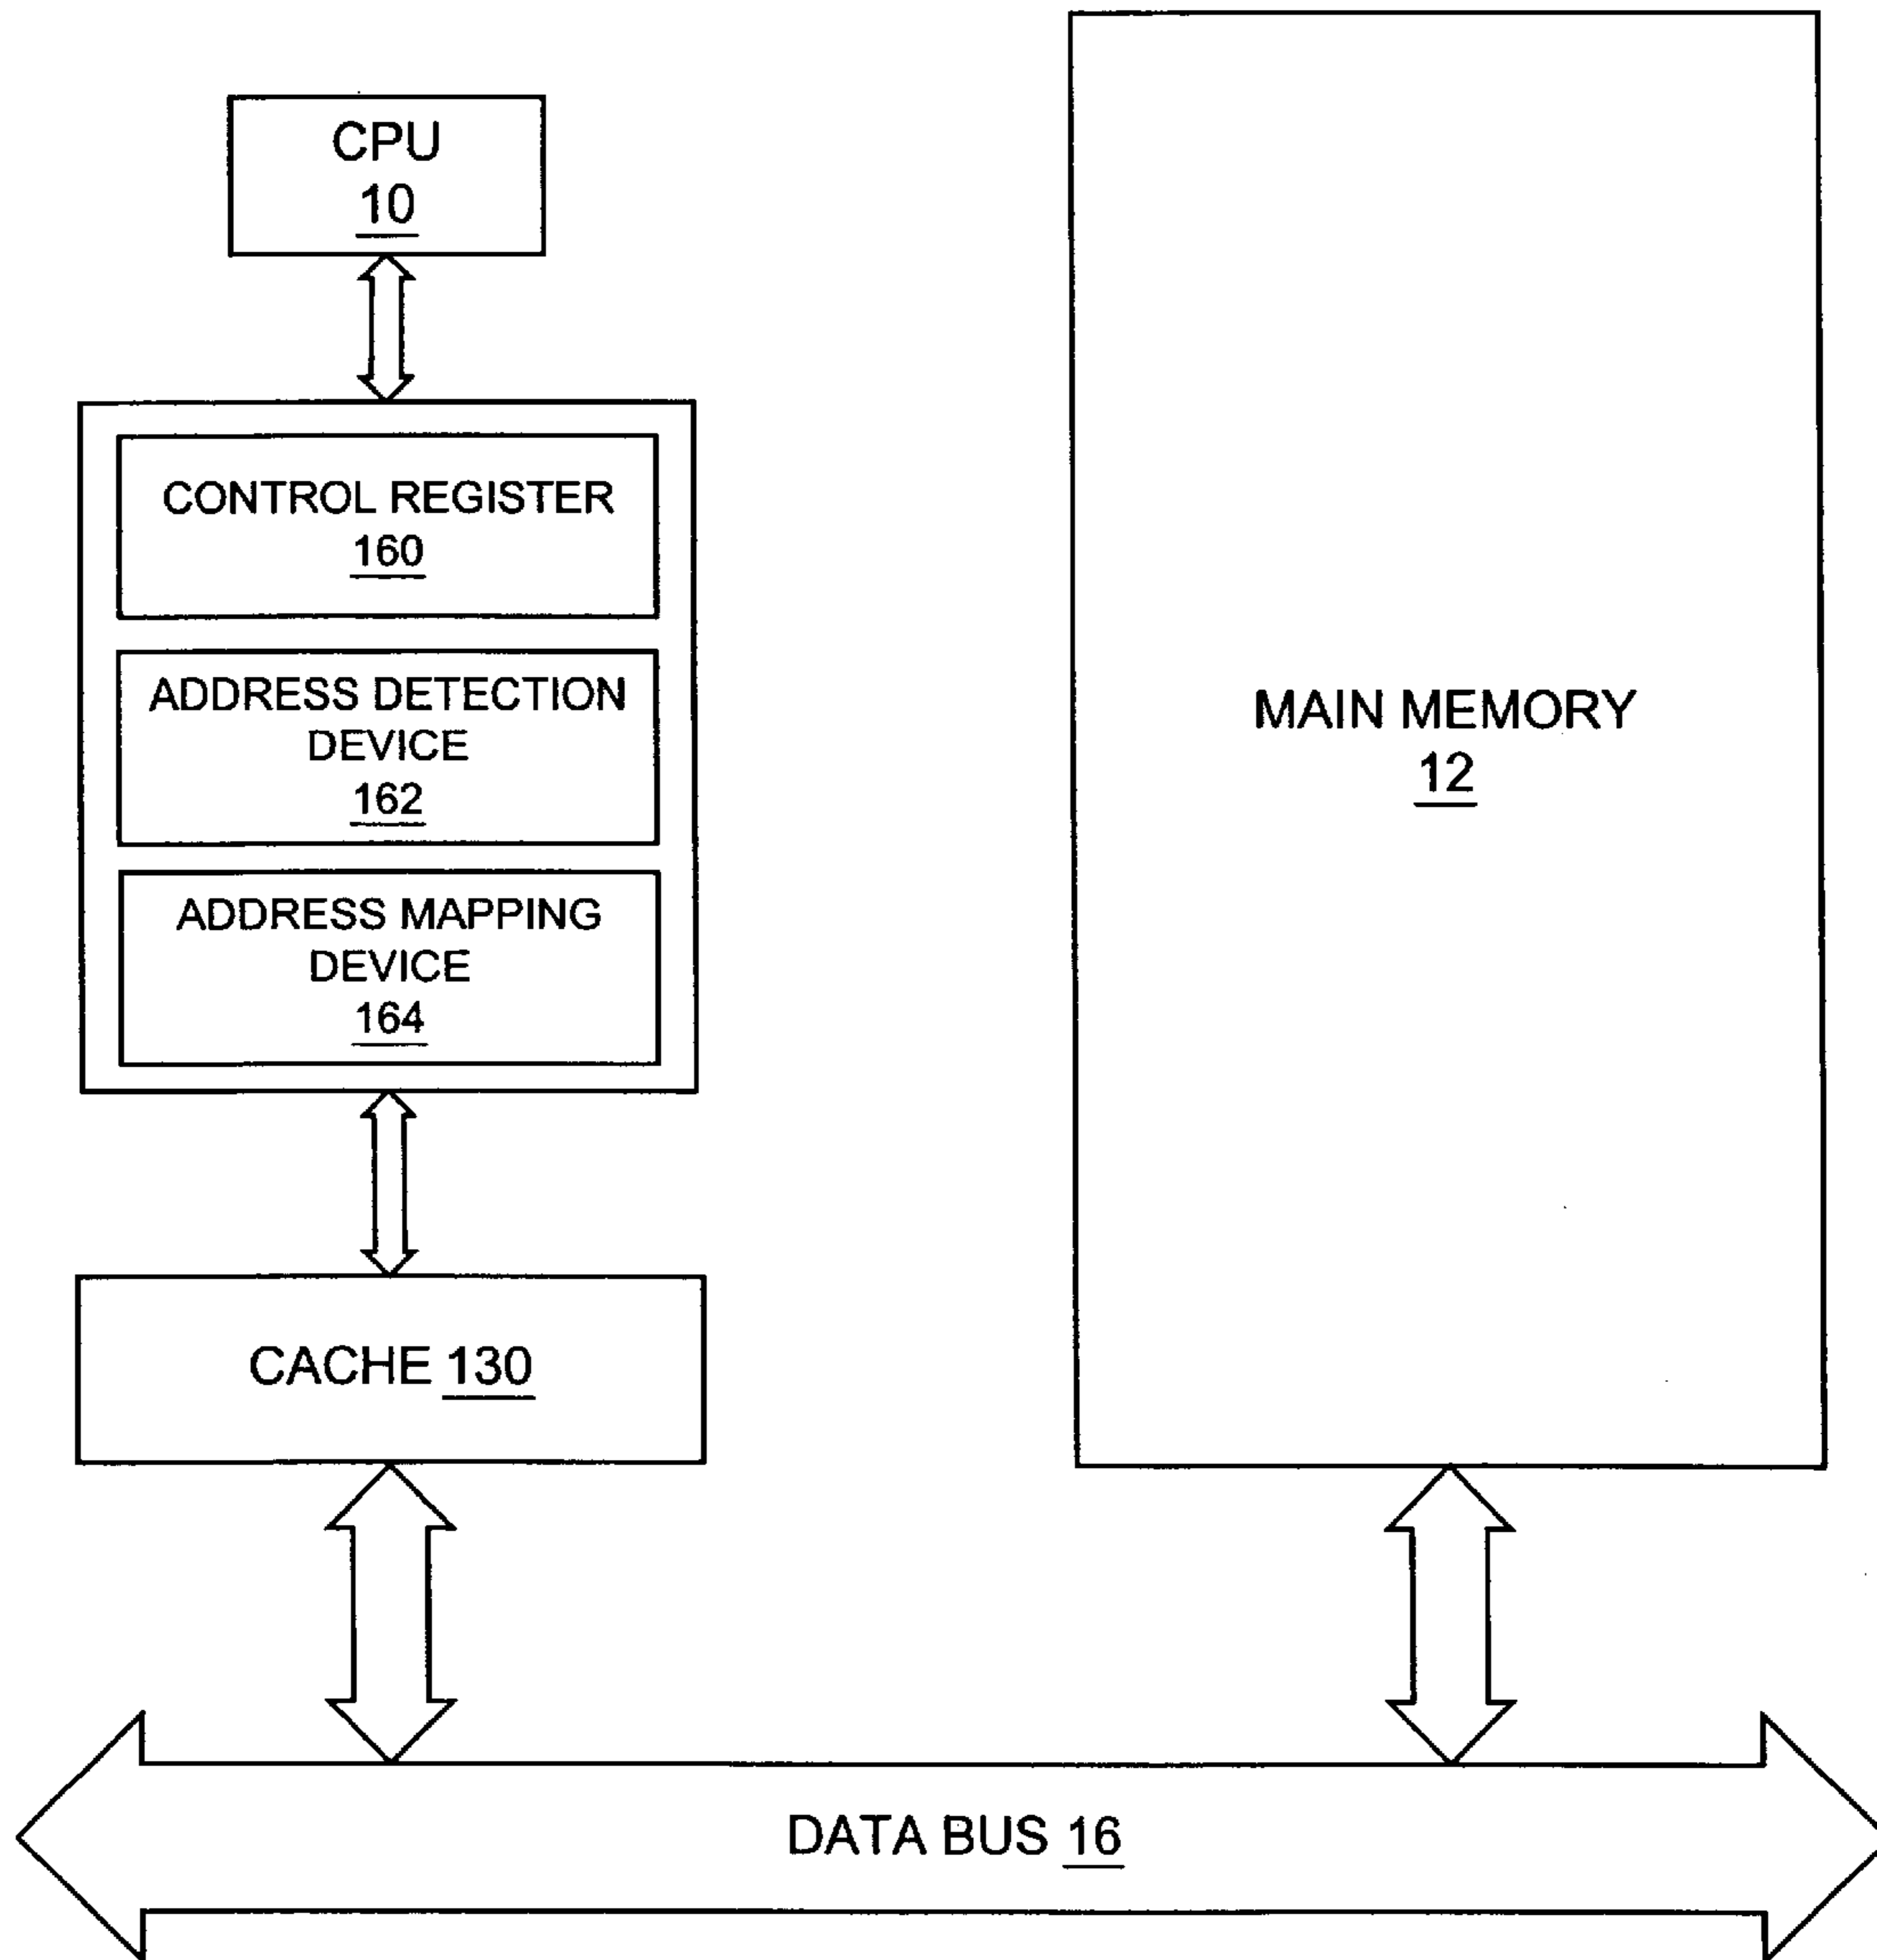 CPU
10
CONTROL REGISTER
160
ADDRESS DETECTION
DEVICE
162
ADDRESS MAPPING
DEVICE
164
MAIN MEMORY
12
CACHE 130
DATA BUS 16